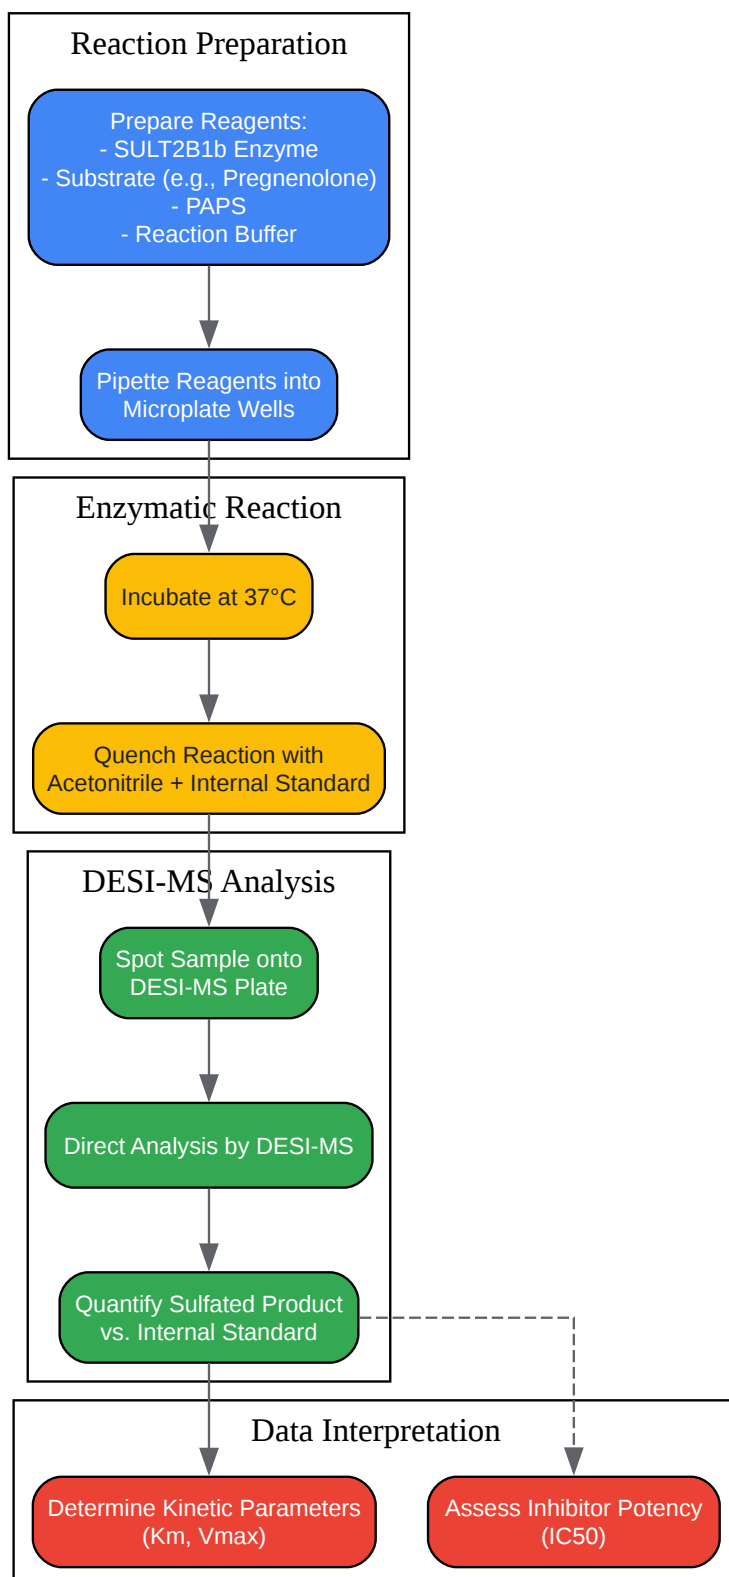 Reaction Preparation
Prepare Reagents:
- SULT2B1b Enzyme
- Substrate (e.g., Pregnenolone)
- PAPS
- Reaction Buffer
Pipette Reagents into
Microplate Wells
Enzymatic Reaction
Incubate at 37°C
Quench Reaction with
Acetonitrile + Internal Standard
DESI-MS Analysis
Spot Sample onto
DESI-MS Plate
Direct Analysis by DESI-MS
Quantify Sulfated Product
vs. Internal Standard
Data Interpretation
Determine Kinetic Parameters
(Km, Vmax)
Assess Inhibitor Potency
(IC50)